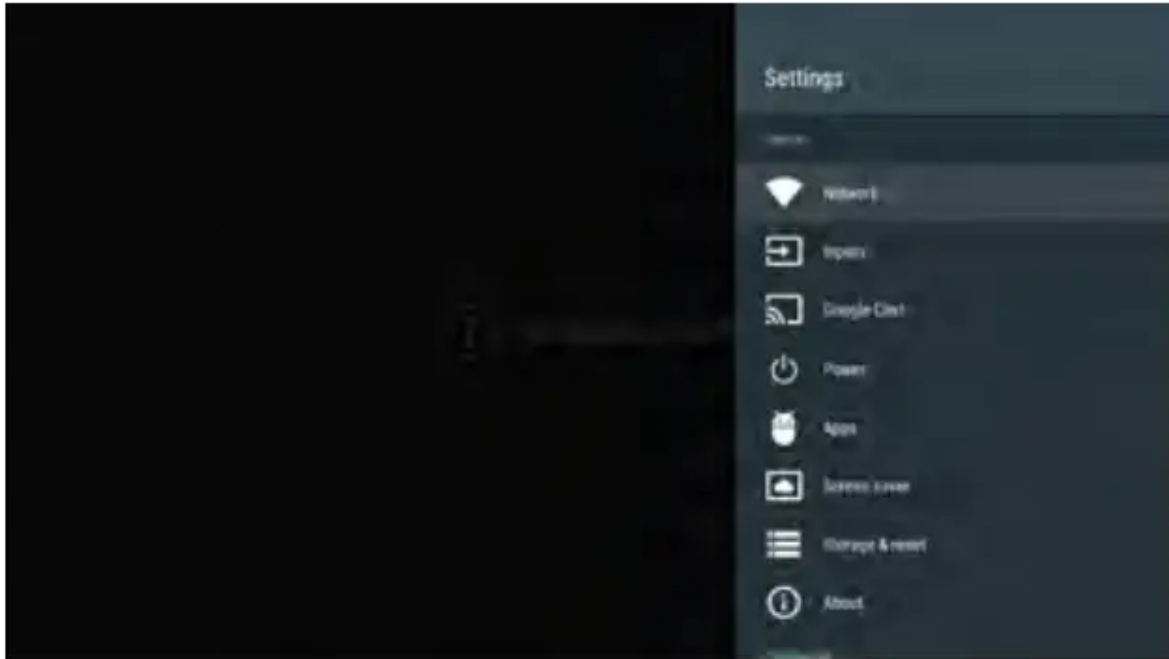 Settings
Network
Inputs
Google Cast
Power
Apps
Screen saver
Storage & reset
About